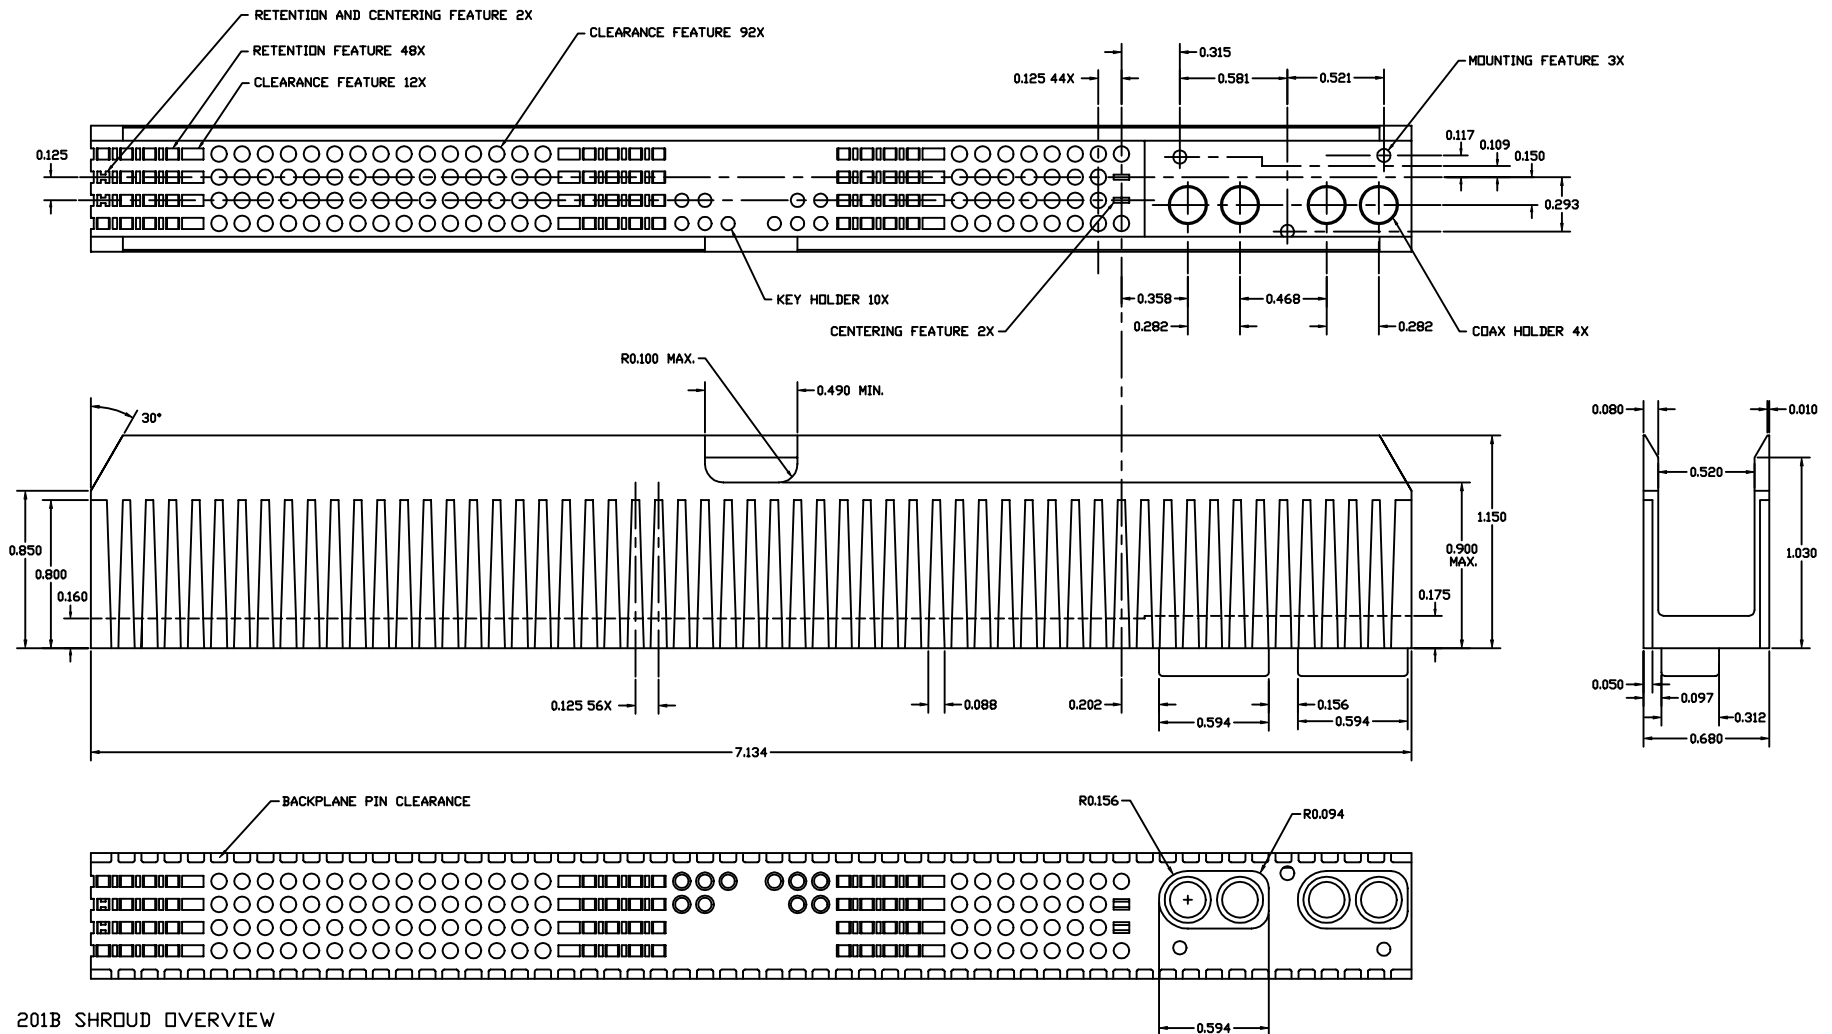 RETENTION AND CENTERING FEATURE 2X
RETENTION FEATURE 48X
CLEARANCE FEATURE 12X
CLEARANCE FEATURE 92X
0.315
0.125 44X
0.581
0.521
MOUNTING FEATURE 3X
0.125
0.117
0.109
0.150
0.293
KEY HOLDER 10X
CENTERING FEATURE 2X
0.358
0.468
0.282
0.282
COAX HOLDER 4X
R0.100 MAX.
0.490 MIN.
30°
0.850
0.800
0.160
1.150
0.900
MAX.
0.175
0.125 56X
0.088
0.202
0.594
0.156
0.594
7.134
0.080
0.010
0.520
1.030
0.050
0.097
0.312
0.680
BACKPLANE PIN CLEARANCE
R0.156
R0.094
0.594
201B SHROUD OVERVIEW